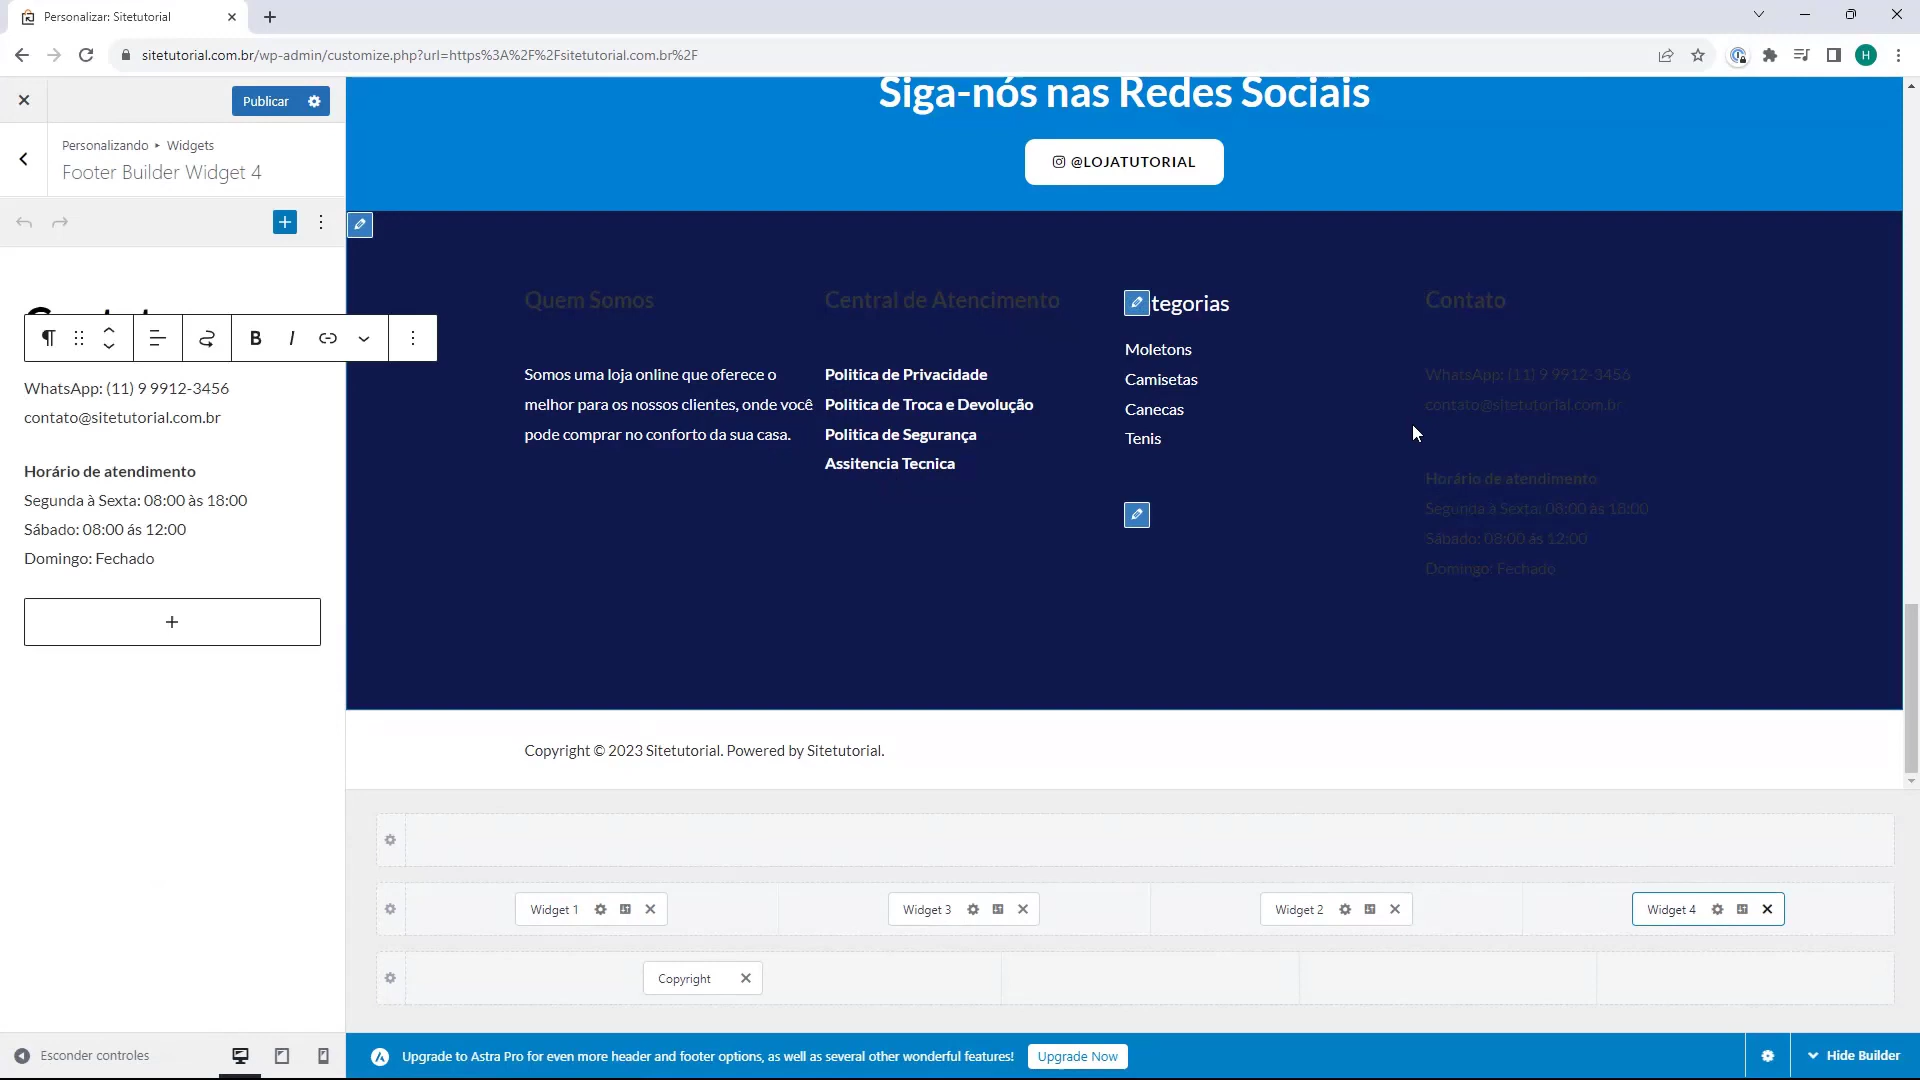 Personalizar: Sitetutorial
sitetutorial.com.br/wp-admin/customize.php?url=https%3A%2F%2Fsitetutorial.com.br%2F
H
Publicar
Personalizando ▸ Widgets
Footer Builder Widget 4
WhatsApp: (11) 9 9912-3456
contato@sitetutorial.com.br
Horário de atendimento
Segunda à Sexta: 08:00 às 18:00
Sábado: 08:00 ás 12:00
Domingo: Fechado
Esconder controles
Siga-nós nas Redes Sociais
@LOJATUTORIAL
Quem Somos
Somos uma loja online que oferece o
melhor para os nossos clientes, onde você
pode comprar no conforto da sua casa.
Central de Atencimento
Politica de Privacidade
Politica de Troca e Devolução
Politica de Segurança
Assitencia Tecnica
tegorias
Moletons
Camisetas
Canecas
Tenis
Contato
WhatsApp: (11) 9 9912-3456
contato@sitetutorial.com.br
Horário de atendimento
Segunda à Sexta: 08:00 às 18:00
Sábado: 08:00 ás 12:00
Domingo: Fechado
Copyright © 2023 Sitetutorial. Powered by Sitetutorial.
Widget 1
Widget 3
Widget 2
Widget 4
Copyright
Upgrade to Astra Pro for even more header and footer options, as well as several other wonderful features!
Upgrade Now
Hide Builder